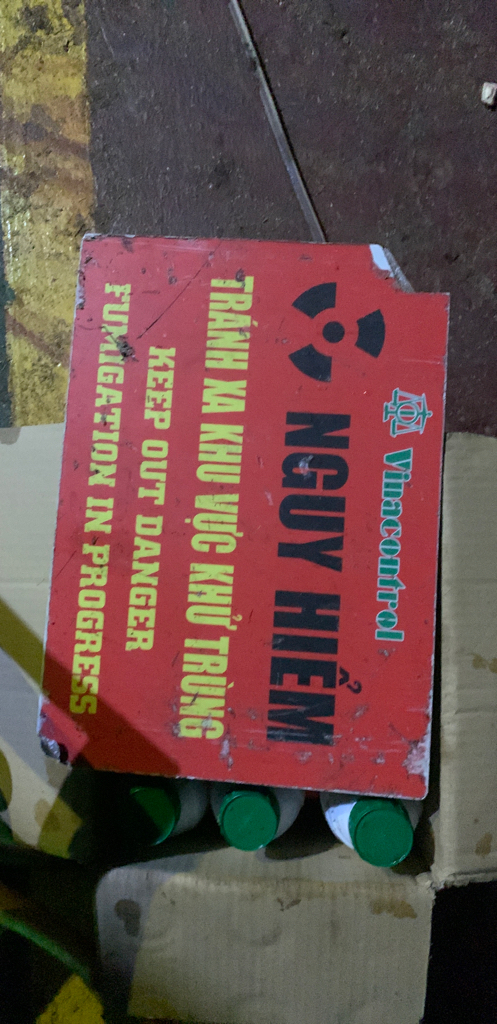 Vinacontrol
NGUY HIỂM
TRÁNH XA KHU VỰC KHỬ TRÙNG
KEEP OUT DANGER
FUMIGATION IN PROGRESS